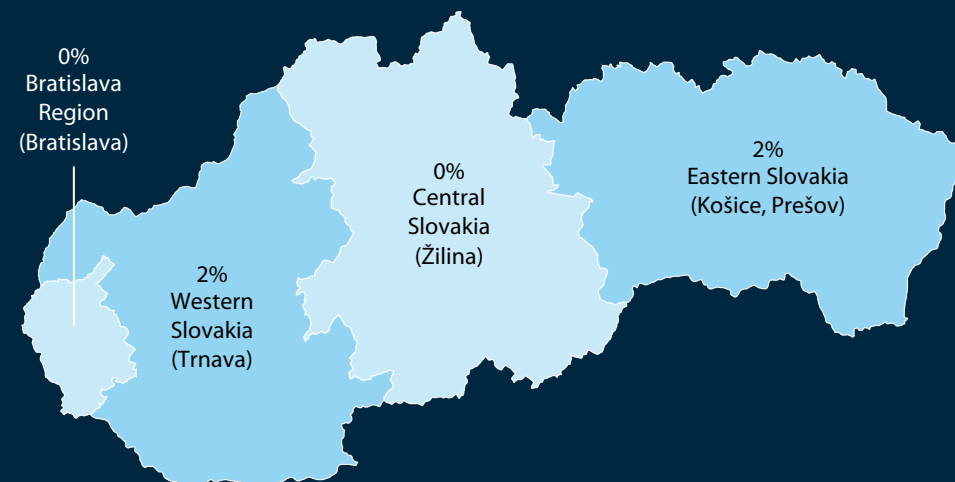 0%
Bratislava
Region
(Bratislava)
2%
Western
Slovakia
(Trnava)
0%
Central
Slovakia
(Žilina)
2%
Eastern Slovakia
(Košice, Prešov)